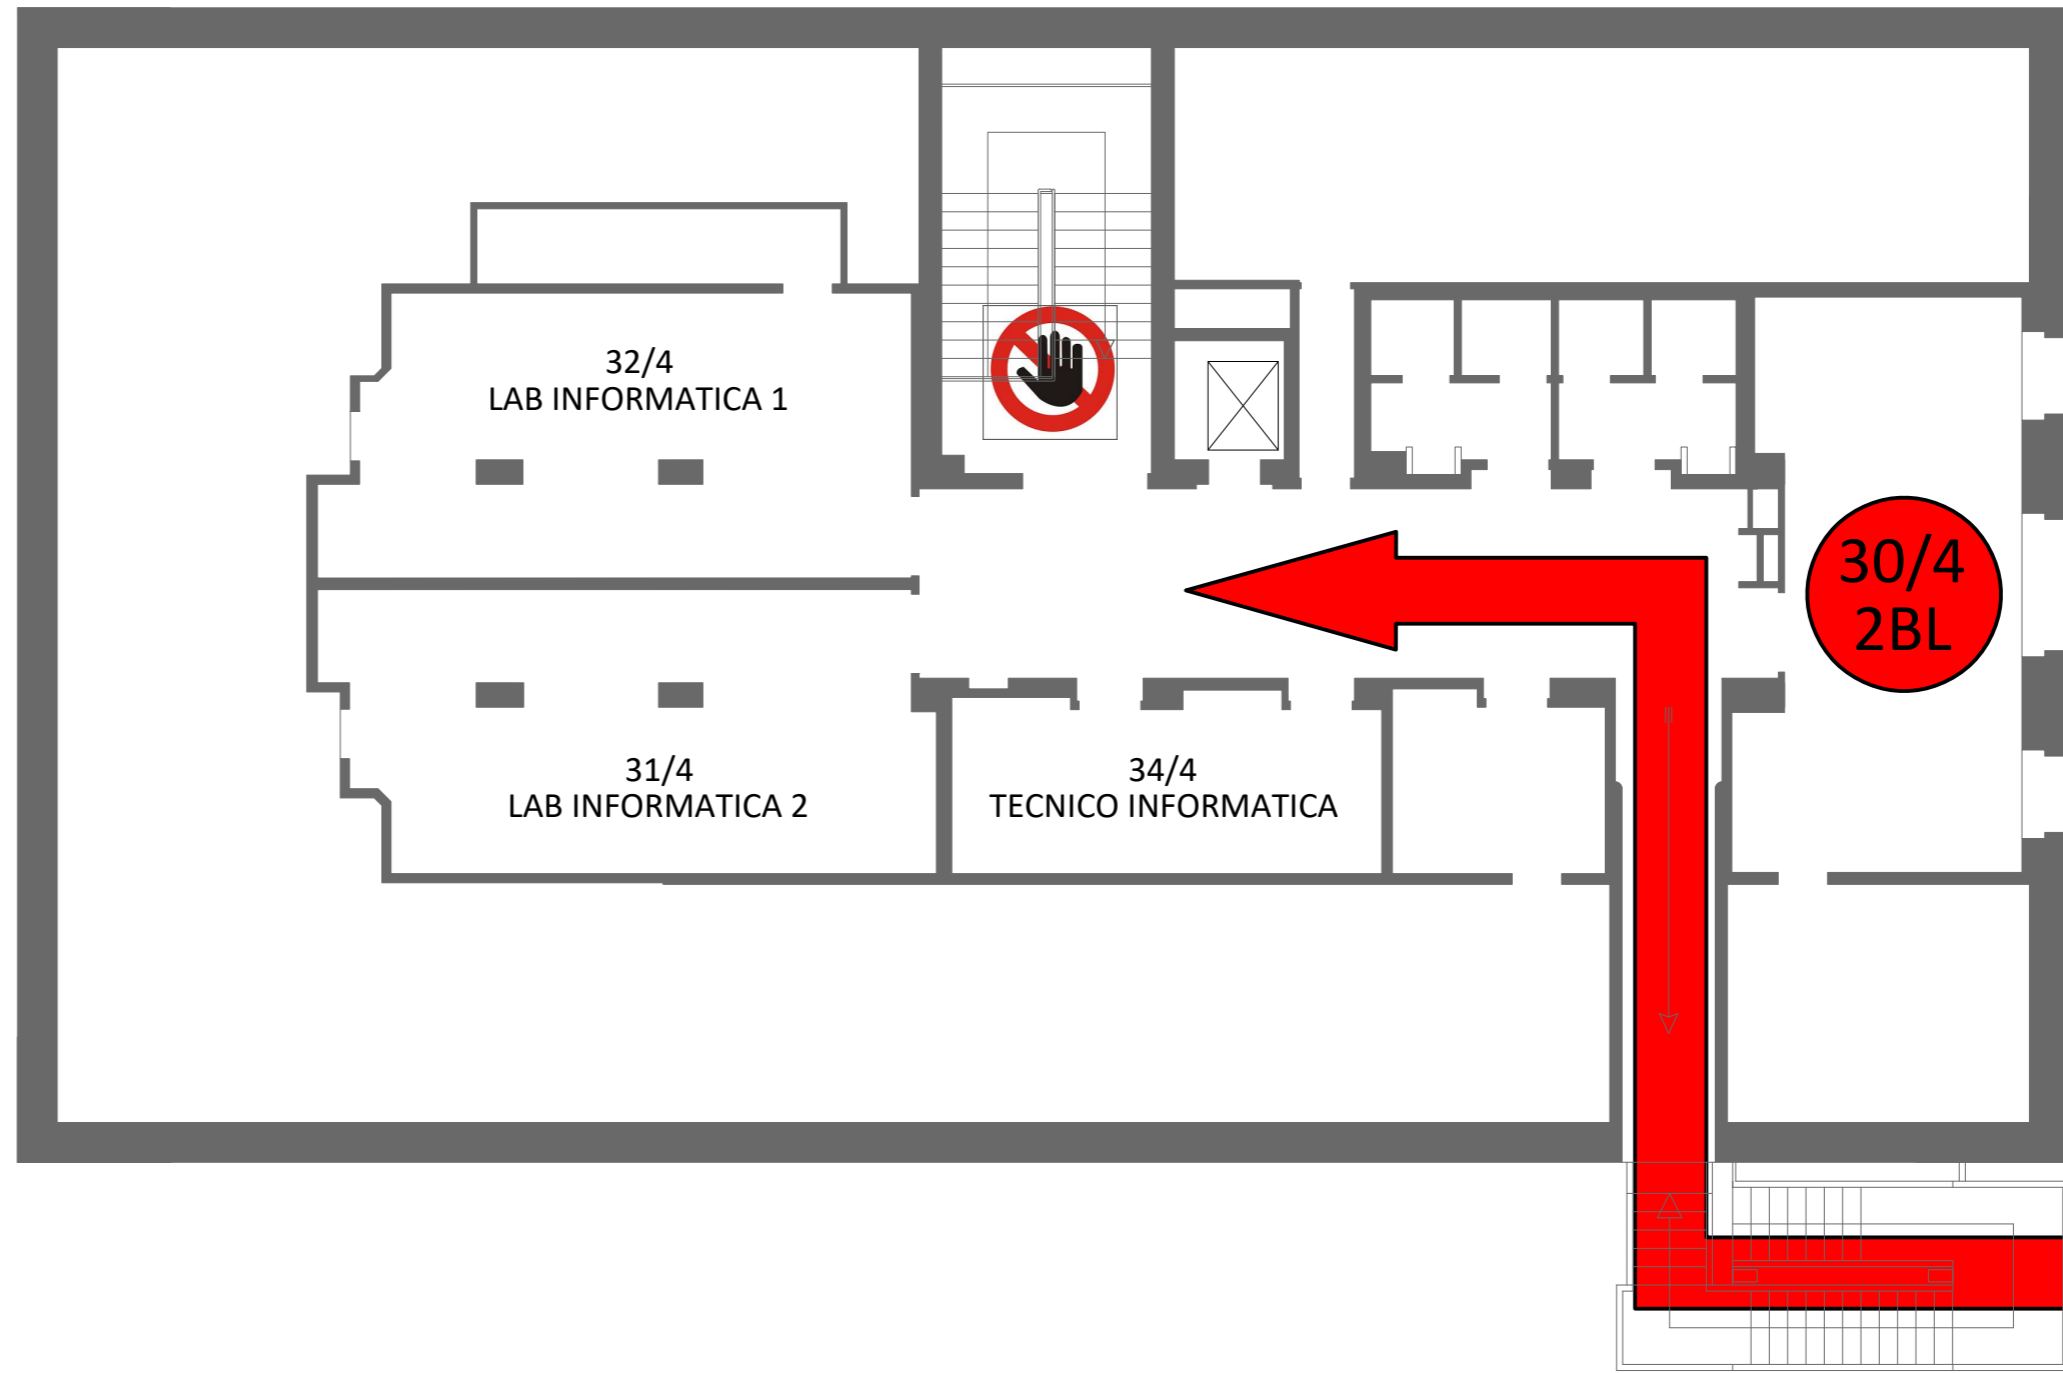 32/4
LAB INFORMATICA 1
30/4
2BL
31/4
LAB INFORMATICA 2
34/4
TECNICO INFORMATICA